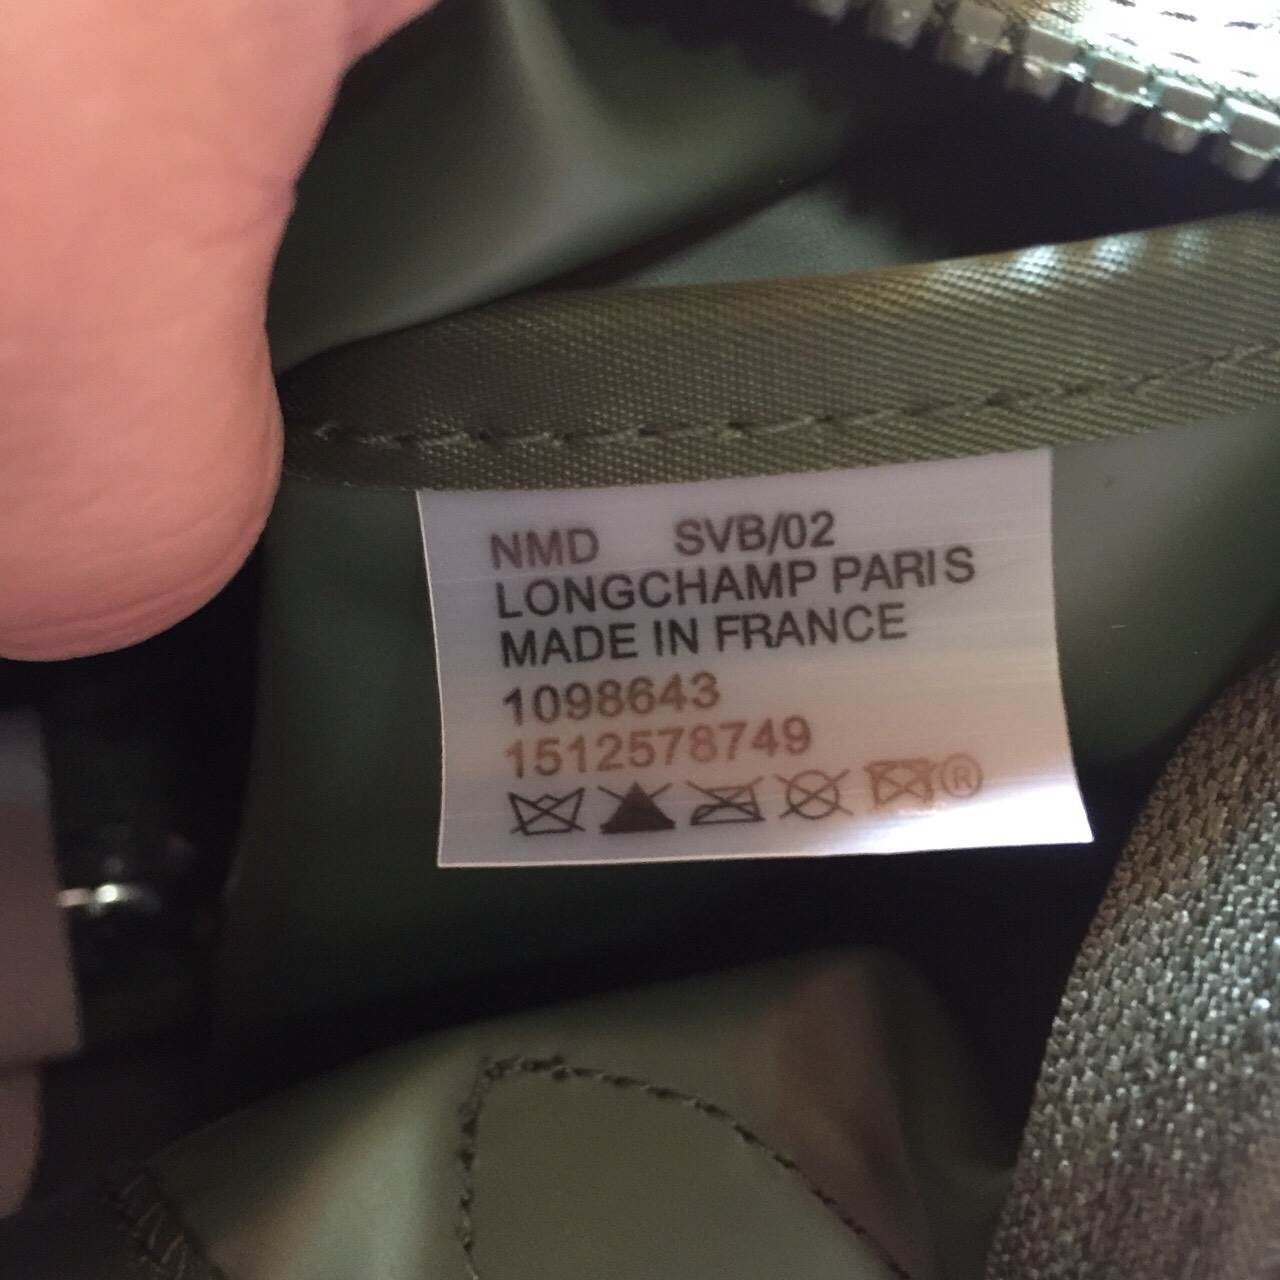 NMD SVB/02
LONGCHAMP PARIS
MADE IN FRANCE
1098643
1512578749
®